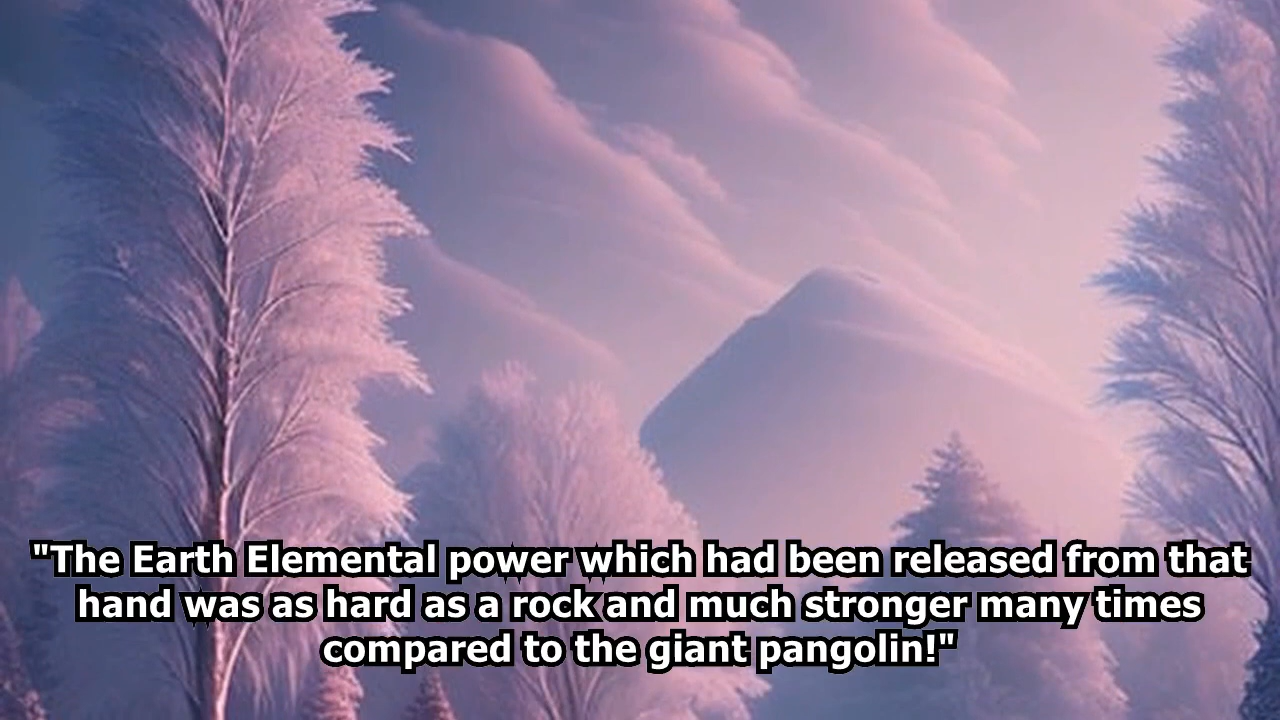 "The Earth Elemental power which had been released from that
hand was as hard as a rock and much stronger many times
compared to the giant pangolin!"